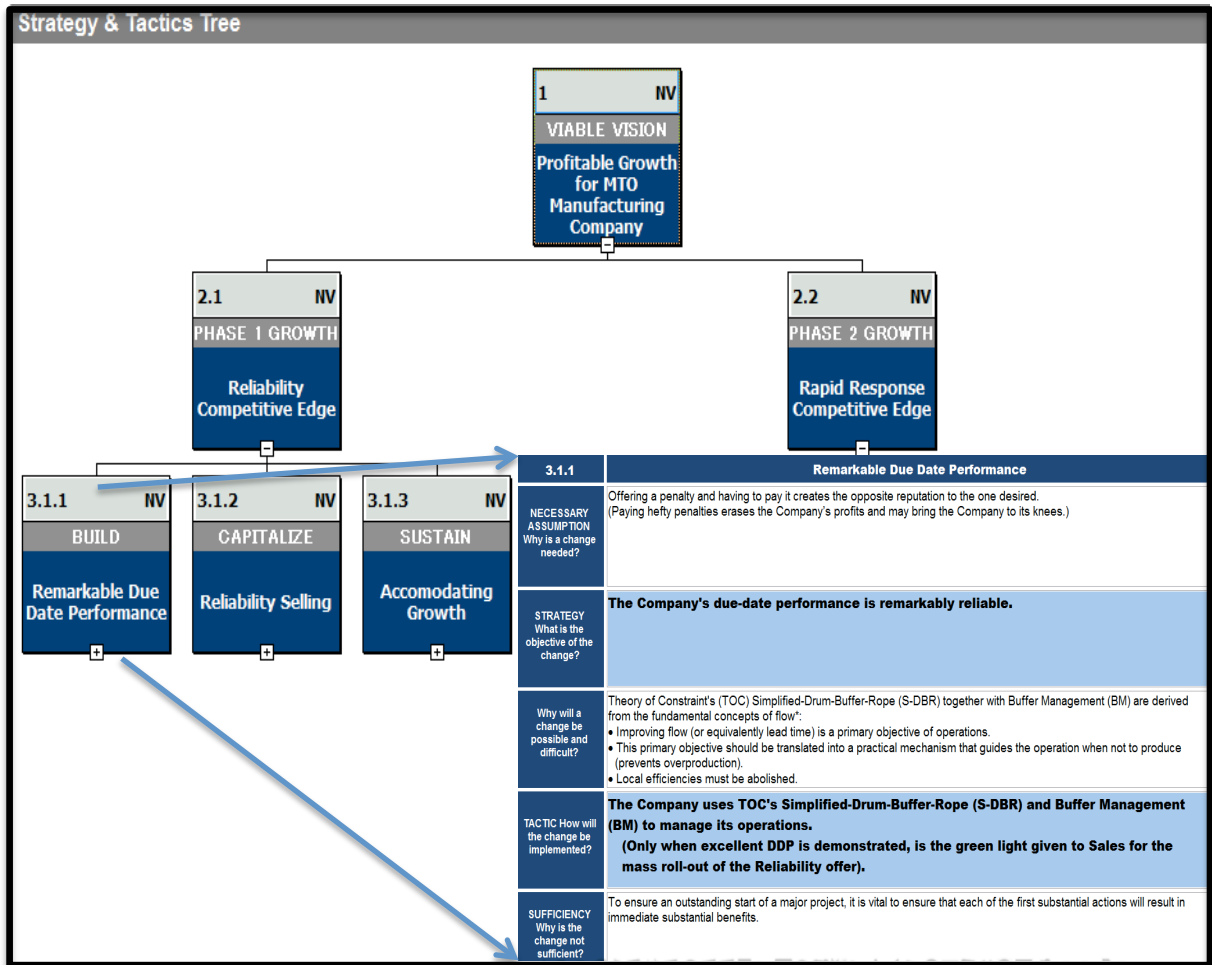 Strategy & Tactics Tree
1 NV
VIABLE VISION
Profitable Growth
for MTO
Manufacturing
Company
2.1 NV
PHASE 1 GROWTH
Reliability
Competitive Edge
2.2 NV
PHASE 2 GROWTH
Rapid Response
Competitive Edge
3.1.1 NV
BUILD
Remarkable Due
Date Performance
3.1.2 NV
CAPITALIZE
Reliability Selling
3.1.3 NV
SUSTAIN
Accomodating
Growth
3.1.1 Remarkable Due Date Performance
NECESSARY
ASSUMPTION
Why is a change
needed?
Offering a penalty and having to pay it creates the opposite reputation to the one desired.
(Paying hefty penalties erases the Company's profits and may bring the Company to its knees.)
STRATEGY
What is the
objective of the
change?
The Company's due-date performance is remarkably reliable.
Why will a
change be
possible and
difficult?
Theory of Constraint's (TOC) Simplified-Drum-Buffer-Rope (S-DBR) together with Buffer Management (BM) are derived
from the fundamental concepts of flow*:
• Improving flow (or equivalently lead time) is a primary objective of operations.
• This primary objective should be translated into a practical mechanism that guides the operation when not to produce
(prevents overproduction).
• Local efficiencies must be abolished.
TACTIC How will
the change be
implemented?
The Company uses TOC's Simplified-Drum-Buffer-Rope (S-DBR) and Buffer Management
(BM) to manage its operations.
(Only when excellent DDP is demonstrated, is the green light given to Sales for the
mass roll-out of the Reliability offer).
SUFFICIENCY
Why is the
change not
sufficient?
To ensure an outstanding start of a major project, it is vital to ensure that each of the first substantial actions will result in
immediate substantial benefits.